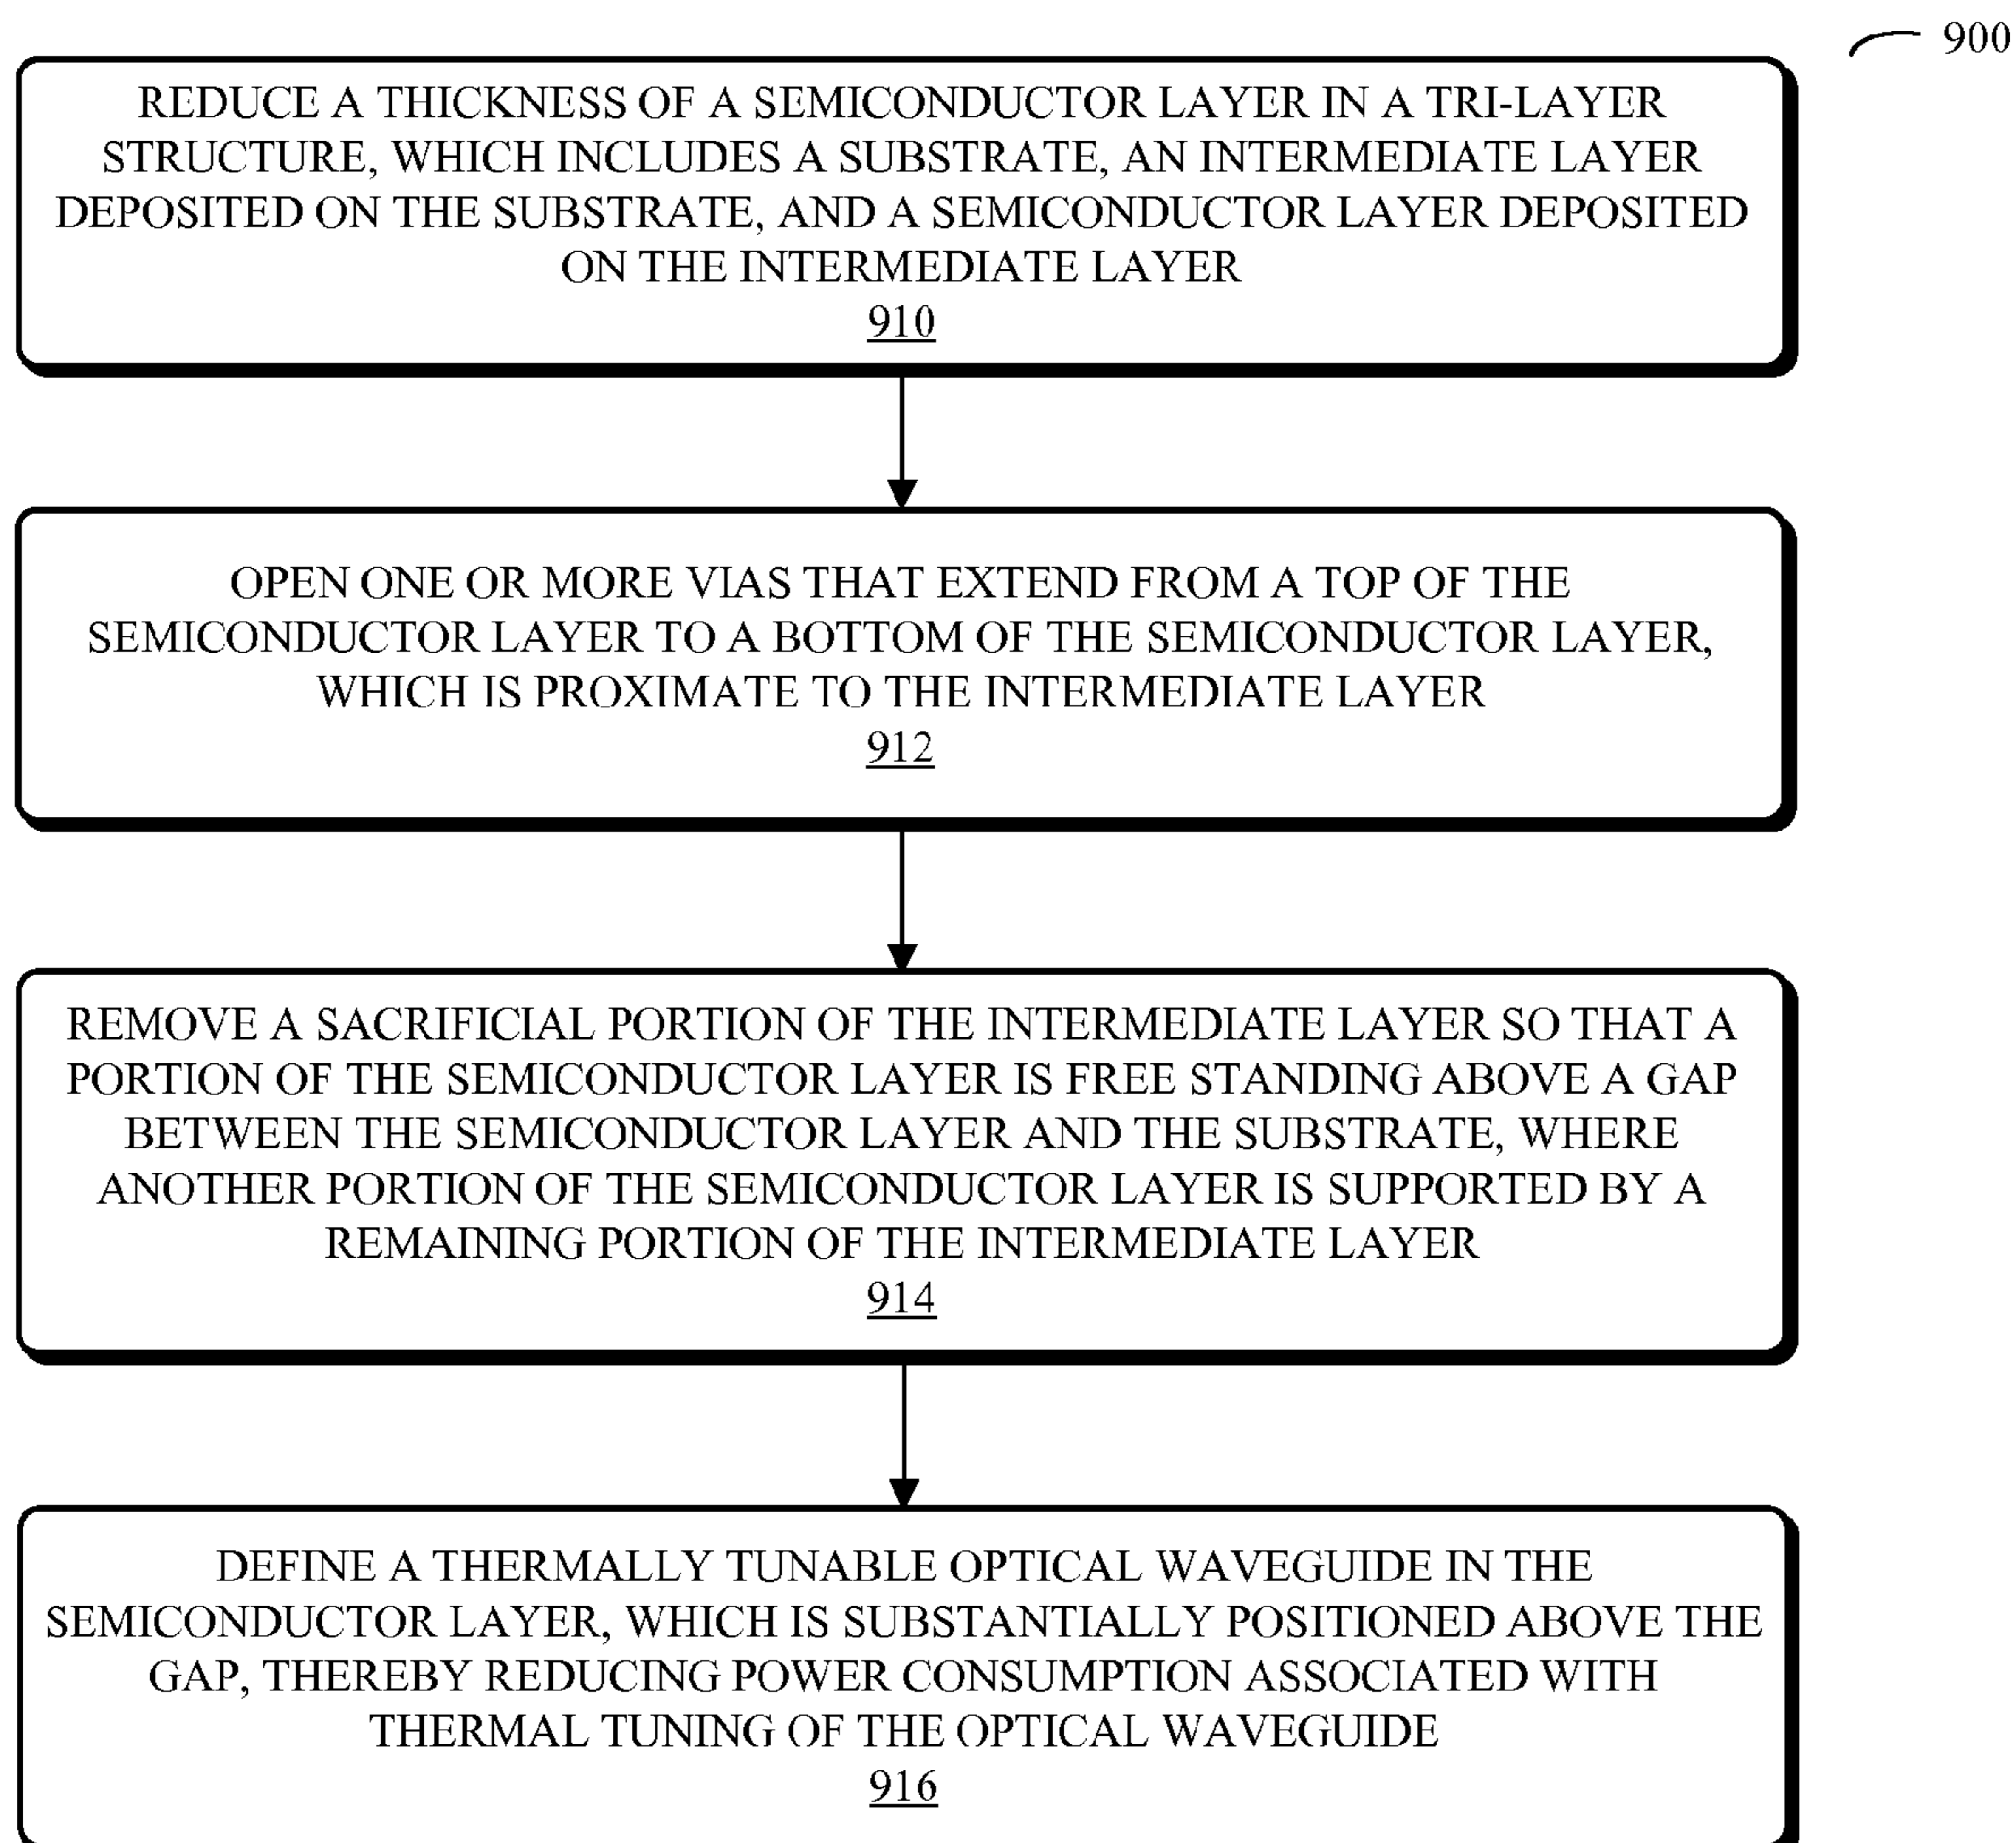 900
REDUCE A THICKNESS OF A SEMICONDUCTOR LAYER IN A TRI-LAYER
STRUCTURE, WHICH INCLUDES A SUBSTRATE, AN INTERMEDIATE LAYER
DEPOSITED ON THE SUBSTRATE, AND A SEMICONDUCTOR LAYER DEPOSITED
ON THE INTERMEDIATE LAYER
910
OPEN ONE OR MORE VIAS THAT EXTEND FROM A TOP OF THE
SEMICONDUCTOR LAYER TO A BOTTOM OF THE SEMICONDUCTOR LAYER,
WHICH IS PROXIMATE TO THE INTERMEDIATE LAYER
912
REMOVE A SACRIFICIAL PORTION OF THE INTERMEDIATE LAYER SO THAT A
PORTION OF THE SEMICONDUCTOR LAYER IS FREE STANDING ABOVE A GAP
BETWEEN THE SEMICONDUCTOR LAYER AND THE SUBSTRATE, WHERE
ANOTHER PORTION OF THE SEMICONDUCTOR LAYER IS SUPPORTED BY A
REMAINING PORTION OF THE INTERMEDIATE LAYER
914
DEFINE A THERMALLY TUNABLE OPTICAL WAVEGUIDE IN THE
SEMICONDUCTOR LAYER, WHICH IS SUBSTANTIALLY POSITIONED ABOVE THE
GAP, THEREBY REDUCING POWER CONSUMPTION ASSOCIATED WITH
THERMAL TUNING OF THE OPTICAL WAVEGUIDE
916